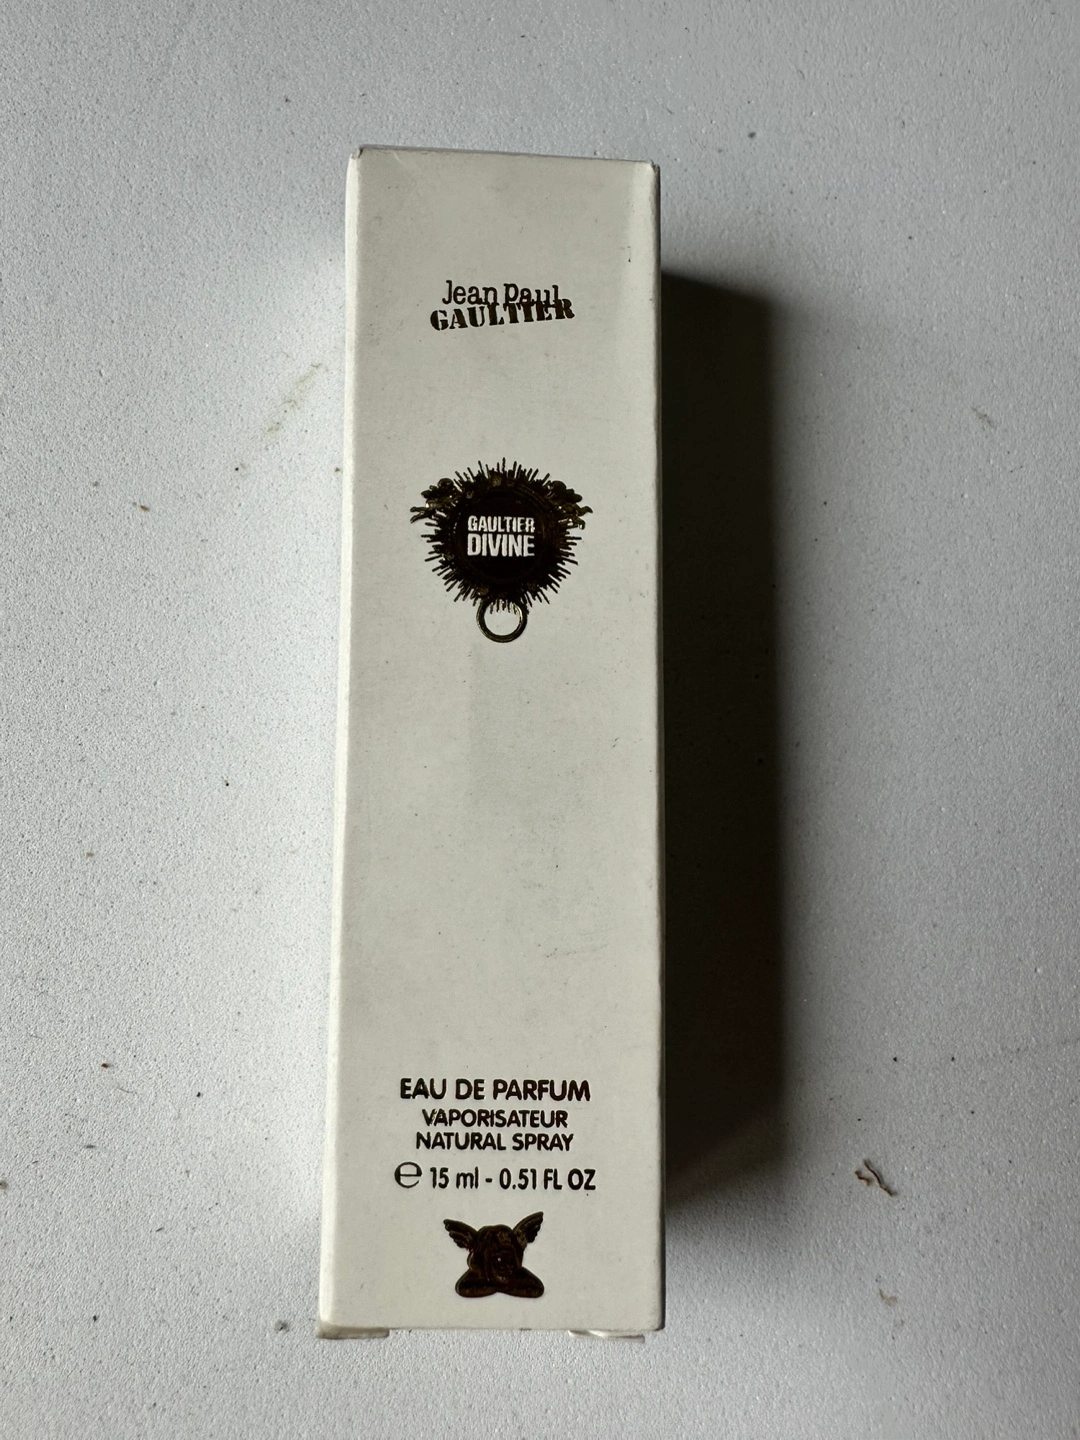 Jean Paul
GAULTIER
GAULTIER
DIVINE
EAU DE PARFUM
VAPORISATEUR
NATURAL SPRAY
℮ 15 ml - 0.51 FL OZ